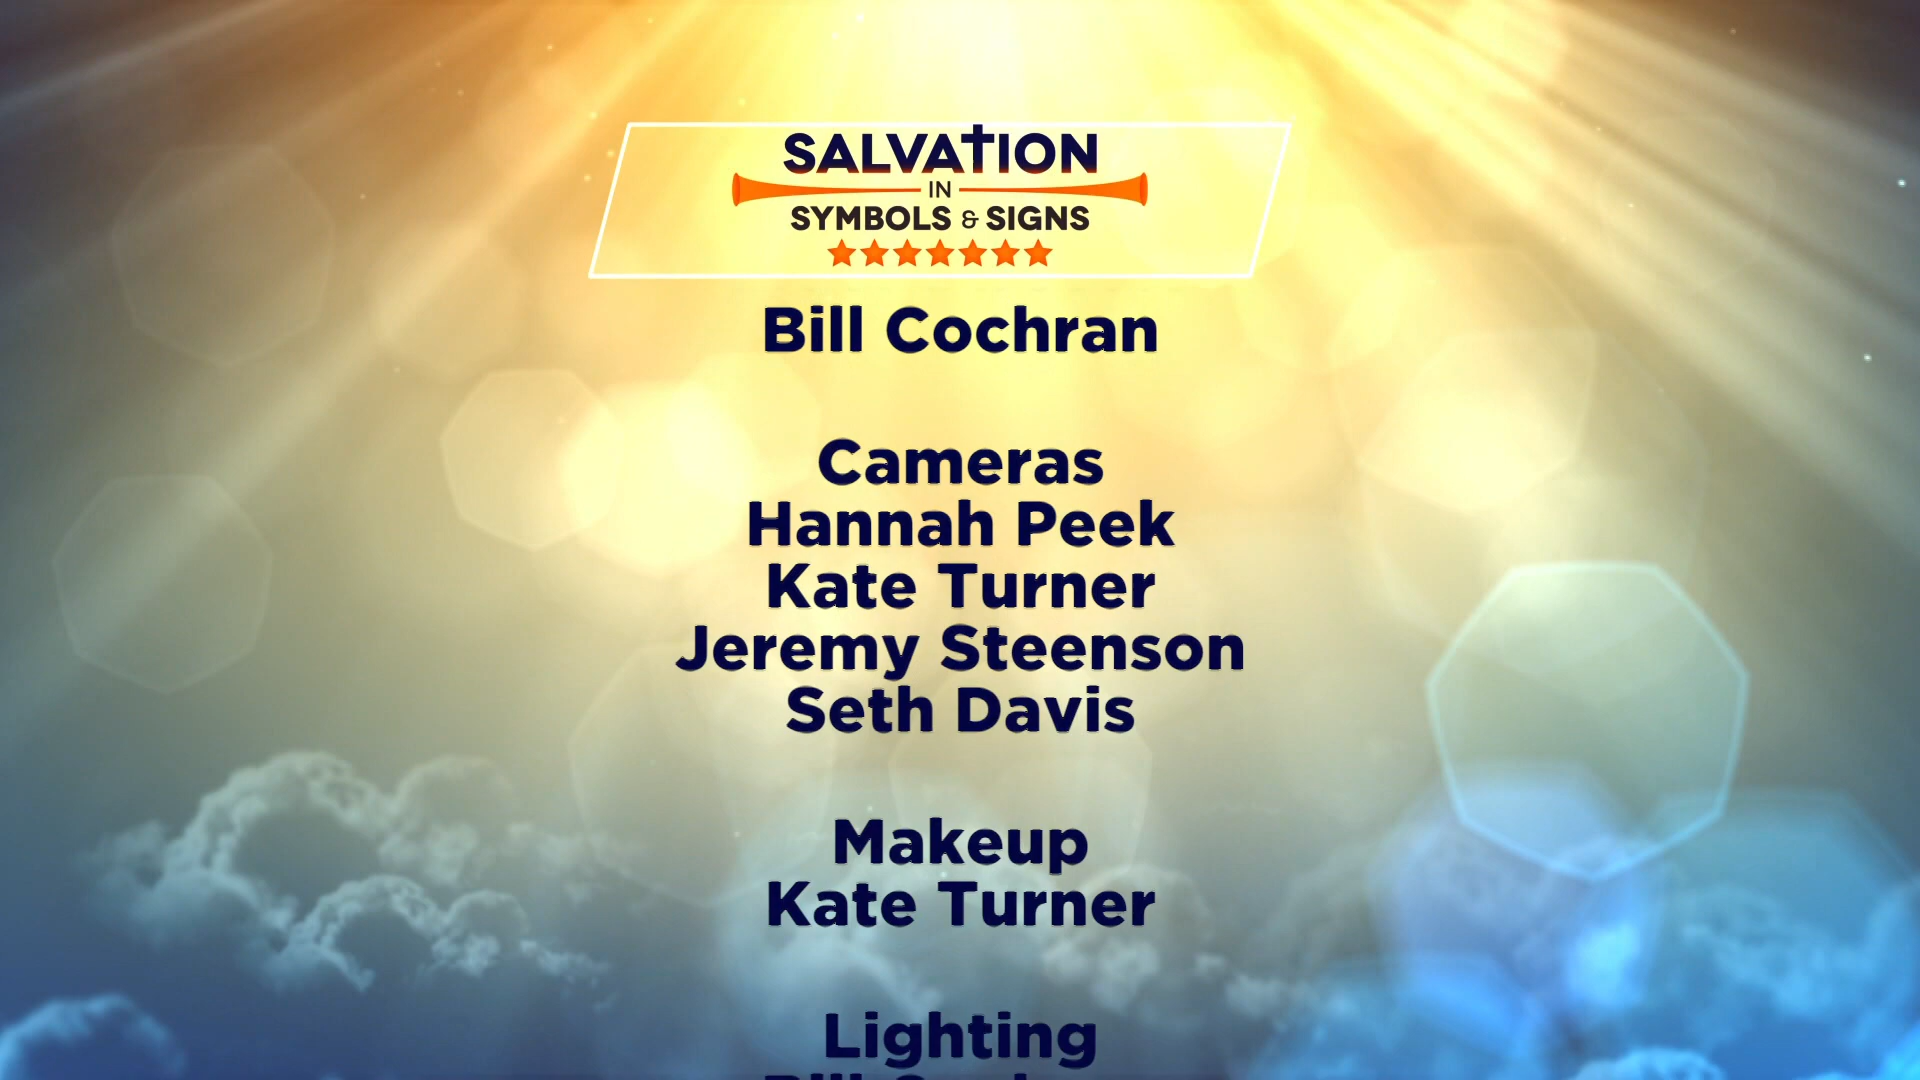 SALVATION
IN
SYMBOLS & SIGNS
Bill Cochran
Cameras
Hannah Peek
Kate Turner
Jeremy Steenson
Seth Davis
Makeup
Kate Turner
Lighting